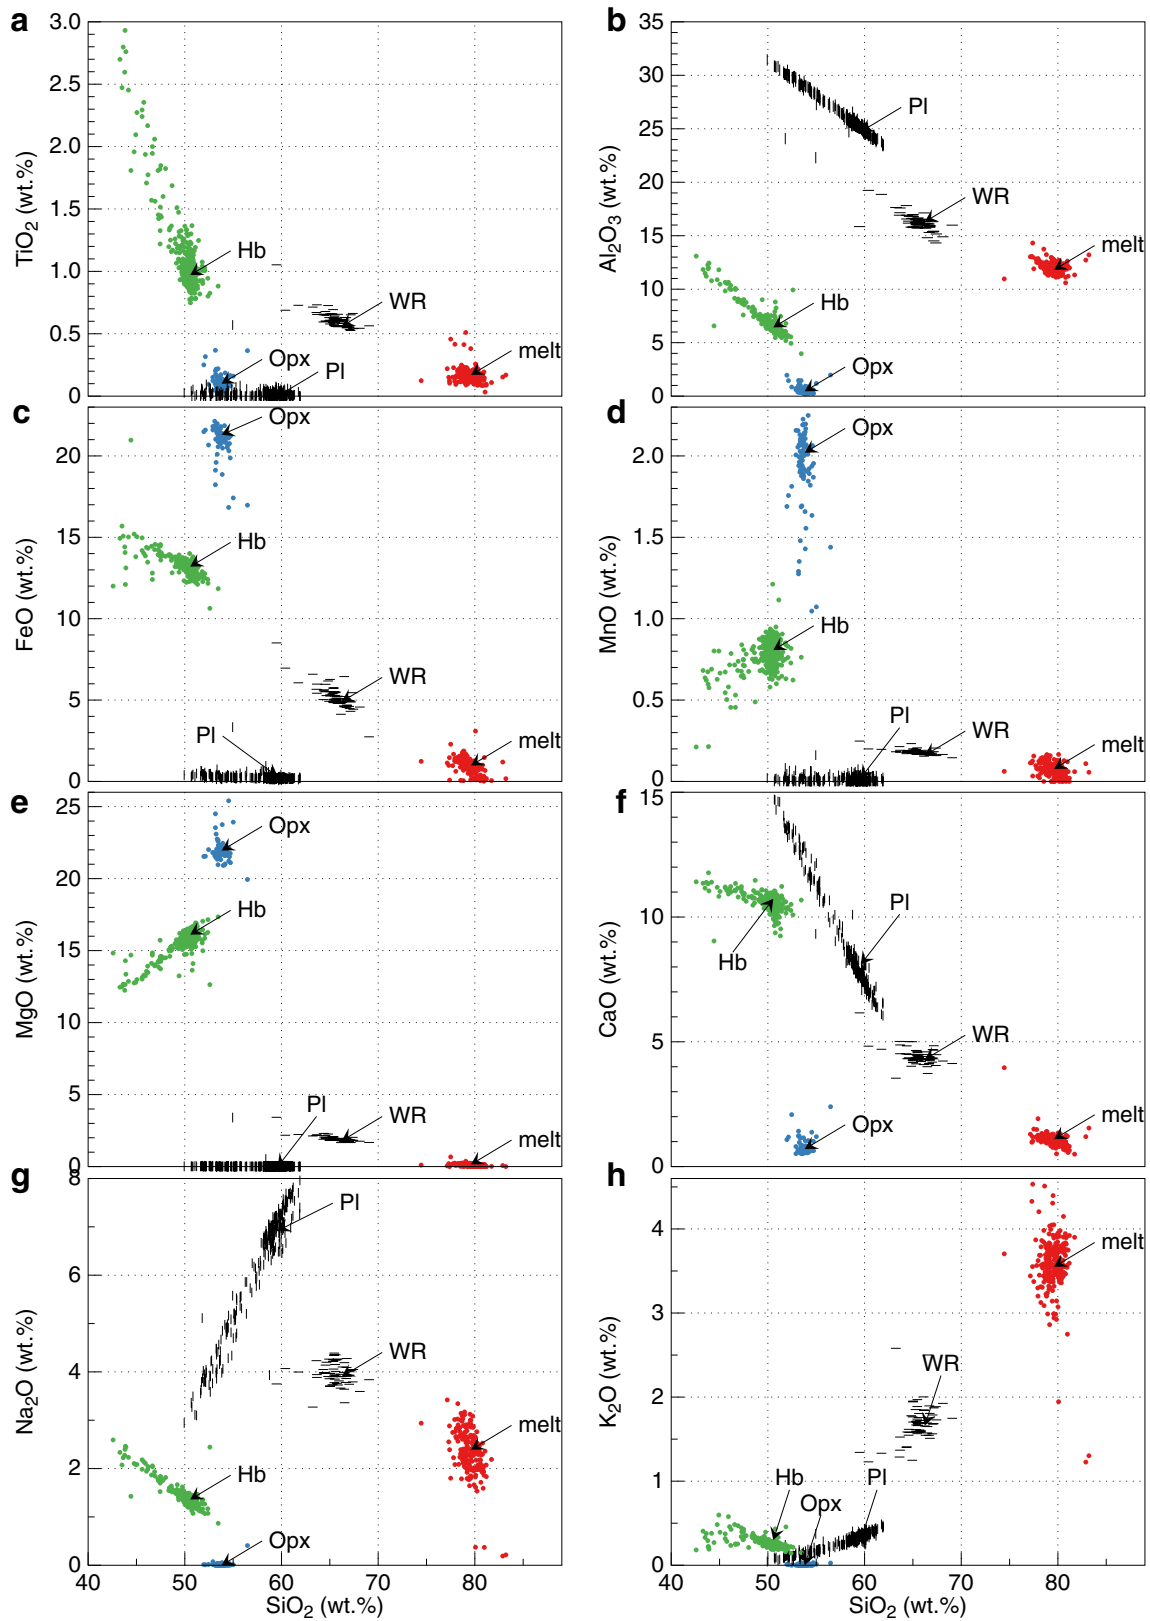 a
3.0
2.5
2.0
1.5
1.0
0.5
0
TiO2 (wt.%)
Hb
WR
Opx
Pl
melt
b
35
30
25
20
15
10
5
0
Al2O3 (wt.%)
Pl
WR
melt
Hb
Opx
c
20
15
10
5
0
FeO (wt.%)
Opx
Hb
WR
Pl
melt
d
2.0
1.5
1.0
0.5
0
MnO (wt.%)
Opx
Hb
Pl
WR
melt
e
25
20
15
10
5
0
MgO (wt.%)
Opx
Hb
Pl
WR
melt
f
15
10
5
0
CaO (wt.%)
Pl
Hb
WR
Opx
melt
g
8
6
4
2
0
Na2O (wt.%)
Pl
WR
melt
Hb
Opx
40 50 60 70 80
SiO2 (wt.%)
h
4
3
2
1
0
K2O (wt.%)
melt
WR
Hb
Opx
Pl
40 50 60 70 80
SiO2 (wt.%)